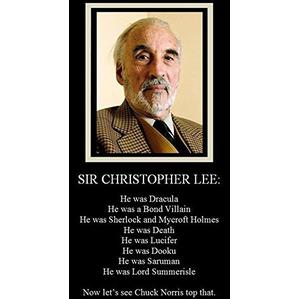 SIR CHRISTOPHER LEE:
He was Dracula
He was a Bond Villain
He was Sherlock and Mycroft Holmes
He was Death
He was Lucifer
He was Dooku
He was Saruman
He was Lord Summerisle
Now let's see Chuck Norris top that.